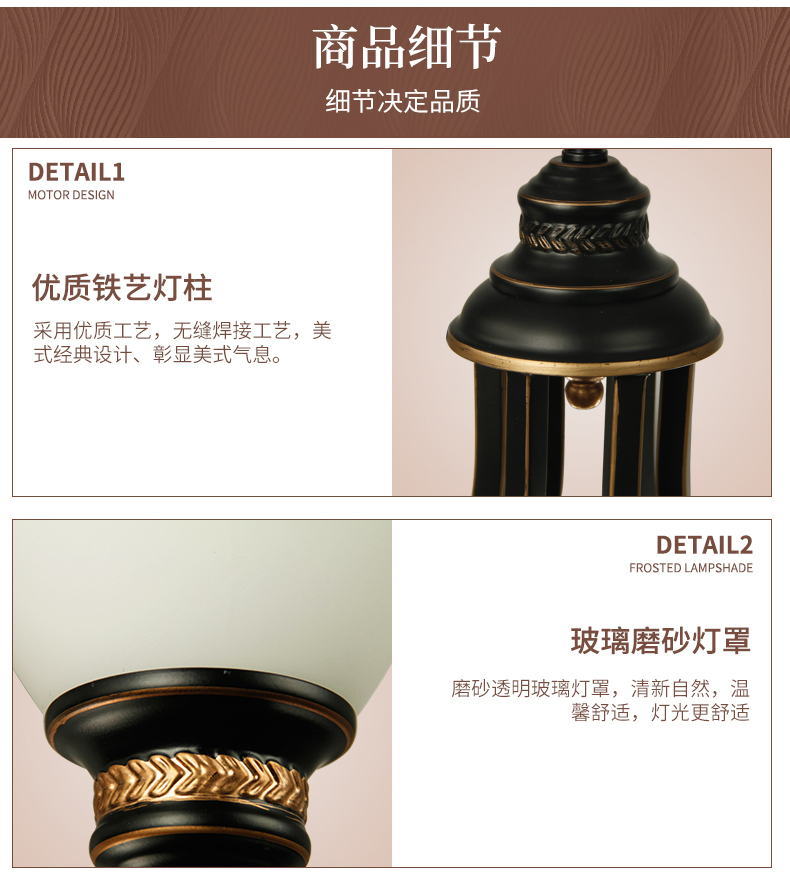 商品细节
细节决定品质
DETAIL1
MOTOR DESIGN
优质铁艺灯柱
采用优质工艺，无缝焊接工艺，美
式经典设计、彰显美式气息。
DETAIL2
FROSTED LAMPSHADE
玻璃磨砂灯罩
磨砂透明玻璃灯罩，清新自然，温
馨舒适，灯光更舒适